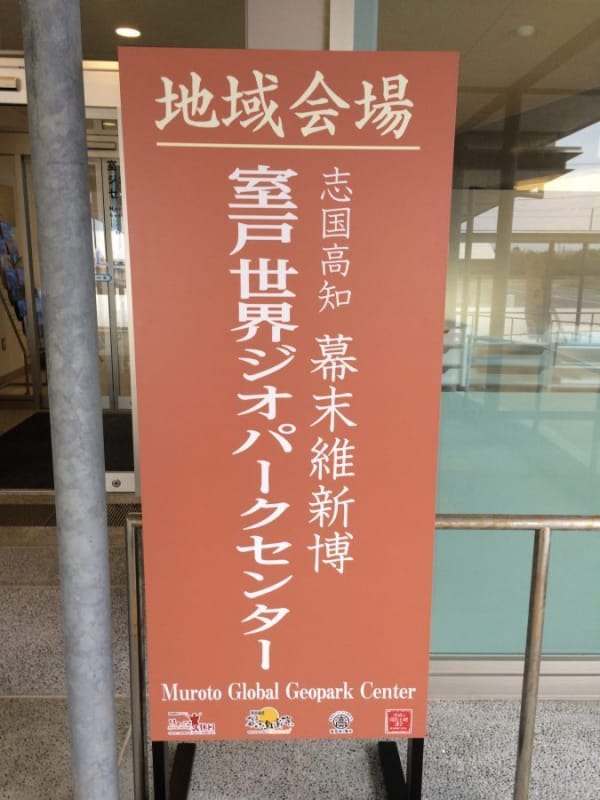 地域会場
志国高知 幕末維新博
室戸世界ジオパークセンター
Muroto Global Geopark Center